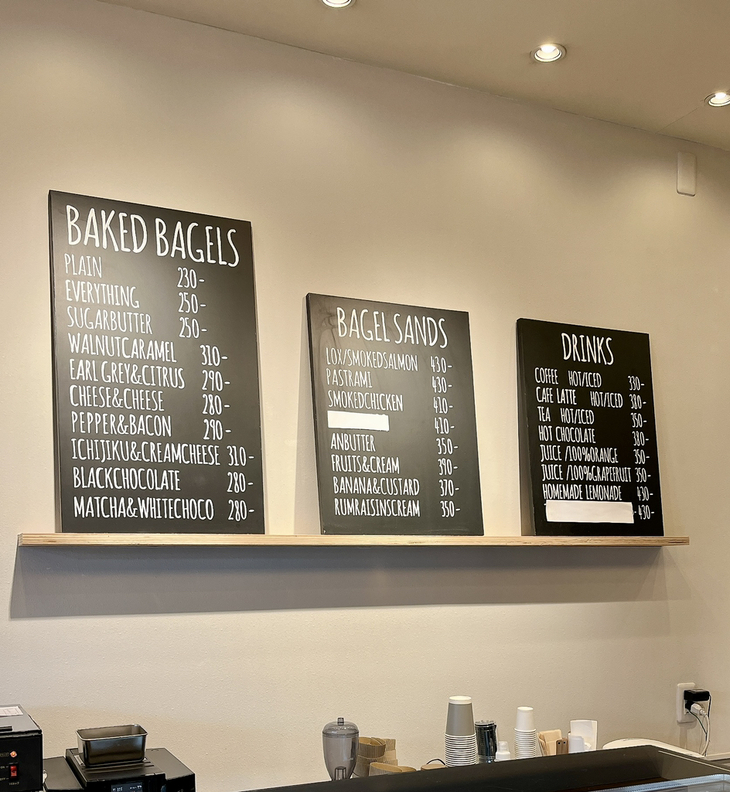 BAKED BAGELS
PLAIN 230-
EVERYTHING 250-
SUGARBUTTER 250-
WALNUTCARAMEL 310-
EARL GREY&CITRUS 290-
CHEESE&CHEESE 280-
PEPPER&BACON 290-
ICHIJIKU&CREAMCHEESE 310-
BLACKCHOCOLATE 280-
MATCHA&WHITECHOCO 280-
BAGEL SANDS
LOX/SMOKEDSALMON 430-
PASTRAMI 430-
SMOKEDCHICKEN 410-
410-
ANBUTTER 350-
FRUITS&CREAM 390-
BANANA&CUSTARD 370-
RUMRAISINSCREAM 350-
DRINKS
COFFEE HOT/ICED 330-
CAFE LATTE HOT/ICED 380-
TEA HOT/ICED 350-
HOT CHOCOLATE 380-
JUICE /100%ORANGE 350-
JUICE /100%GRAPEFRUIT 350-
HOMEMADE LEMONADE 430-
430-